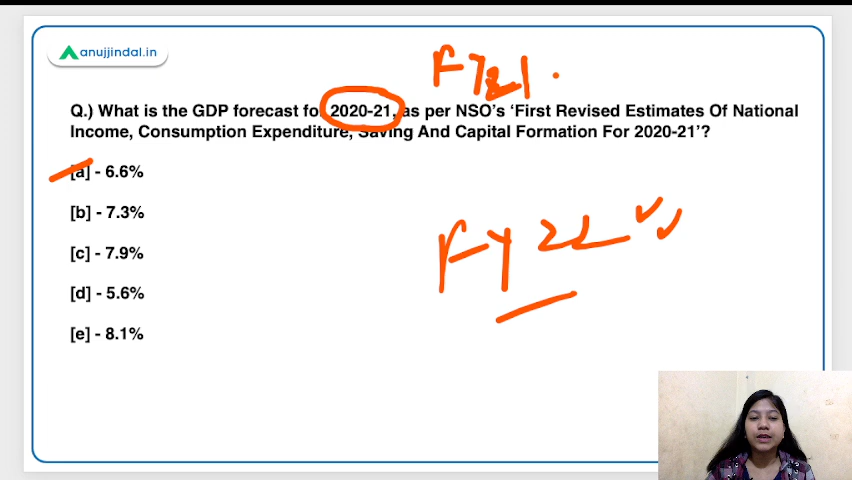 anujjindal.in
FY21.
Q.) What is the GDP forecast for 2020-21, as per NSO's 'First Revised Estimates Of National
Income, Consumption Expenditure, Saving And Capital Formation For 2020-21'?
[a] - 6.6%
[b] - 7.3%
FY 22
[c] - 7.9%
[d] - 5.6%
[e] - 8.1%